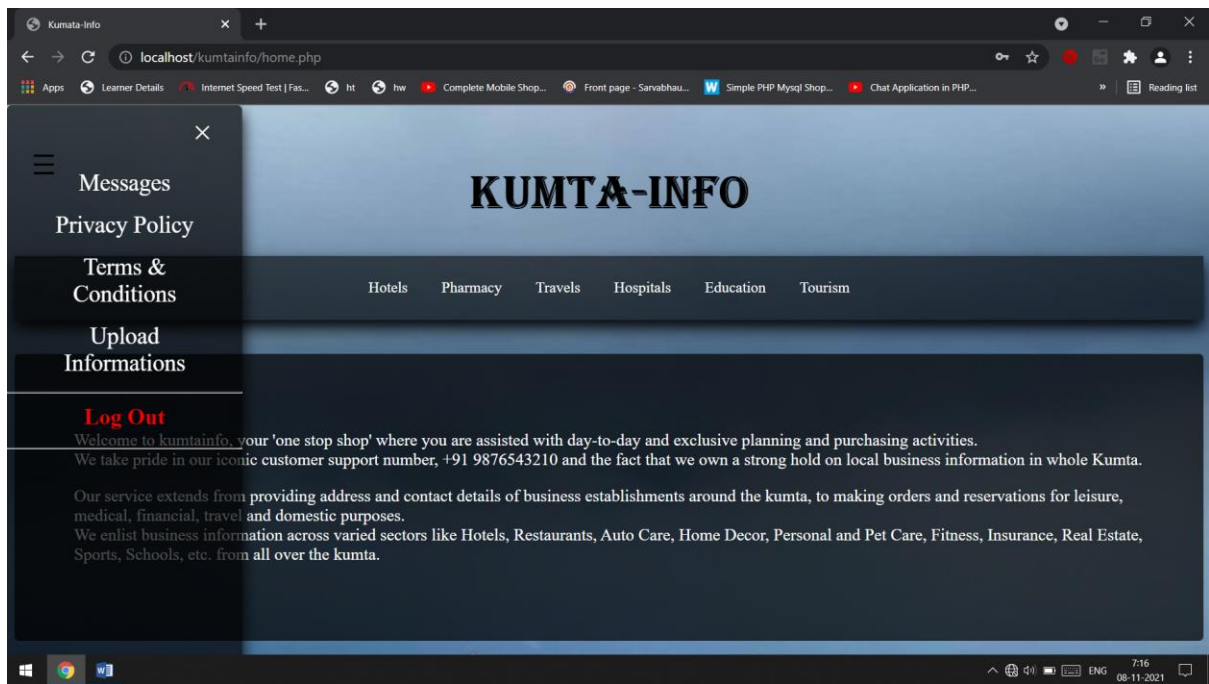 Kumata-Info
localhost/kumtainfo/home.php
Apps
Learner Details
Internet Speed Test | Fas...
ht
hw
Complete Mobile Shop...
Front page - Sarvabhau...
Simple PHP Mysql Shop...
Chat Application in PHP...
»
Reading list
Messages
Privacy Policy
Terms &
Conditions
Upload
Informations
Log Out
KUMTA-INFO
Hotels
Pharmacy
Travels
Hospitals
Education
Tourism
Welcome to kumtainfo, your 'one stop shop' where you are assisted with day-to-day and exclusive planning and purchasing activities.
We take pride in our iconic customer support number, +91 9876543210 and the fact that we own a strong hold on local business information in whole Kumta.
Our service extends from providing address and contact details of business establishments around the kumta, to making orders and reservations for leisure,
medical, financial, travel and domestic purposes.
We enlist business information across varied sectors like Hotels, Restaurants, Auto Care, Home Decor, Personal and Pet Care, Fitness, Insurance, Real Estate,
Sports, Schools, etc. from all over the kumta.
ENG
7:16
08-11-2021